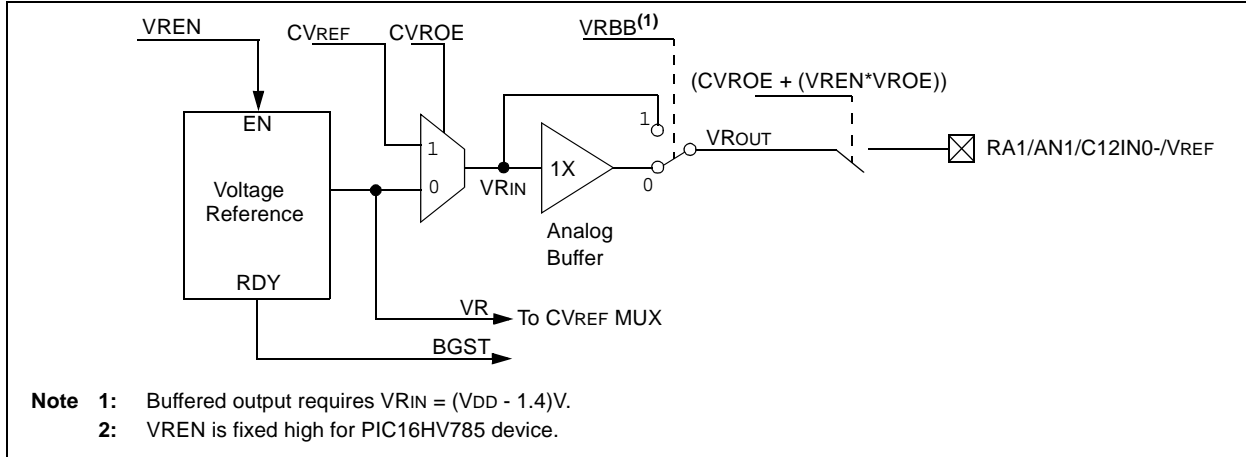 VREN
CVREF
CVROE
VRBB(1)
(CVROE + (VREN*VROE))
EN
1
1
0
VRIN
1X
0
VROUT
RA1/AN1/C12IN0-/VREF
Voltage
Reference
Analog
Buffer
RDY
VR
To CVREF MUX
BGST
Note 1: Buffered output requires VRIN = (VDD - 1.4)V.
2: VREN is fixed high for PIC16HV785 device.